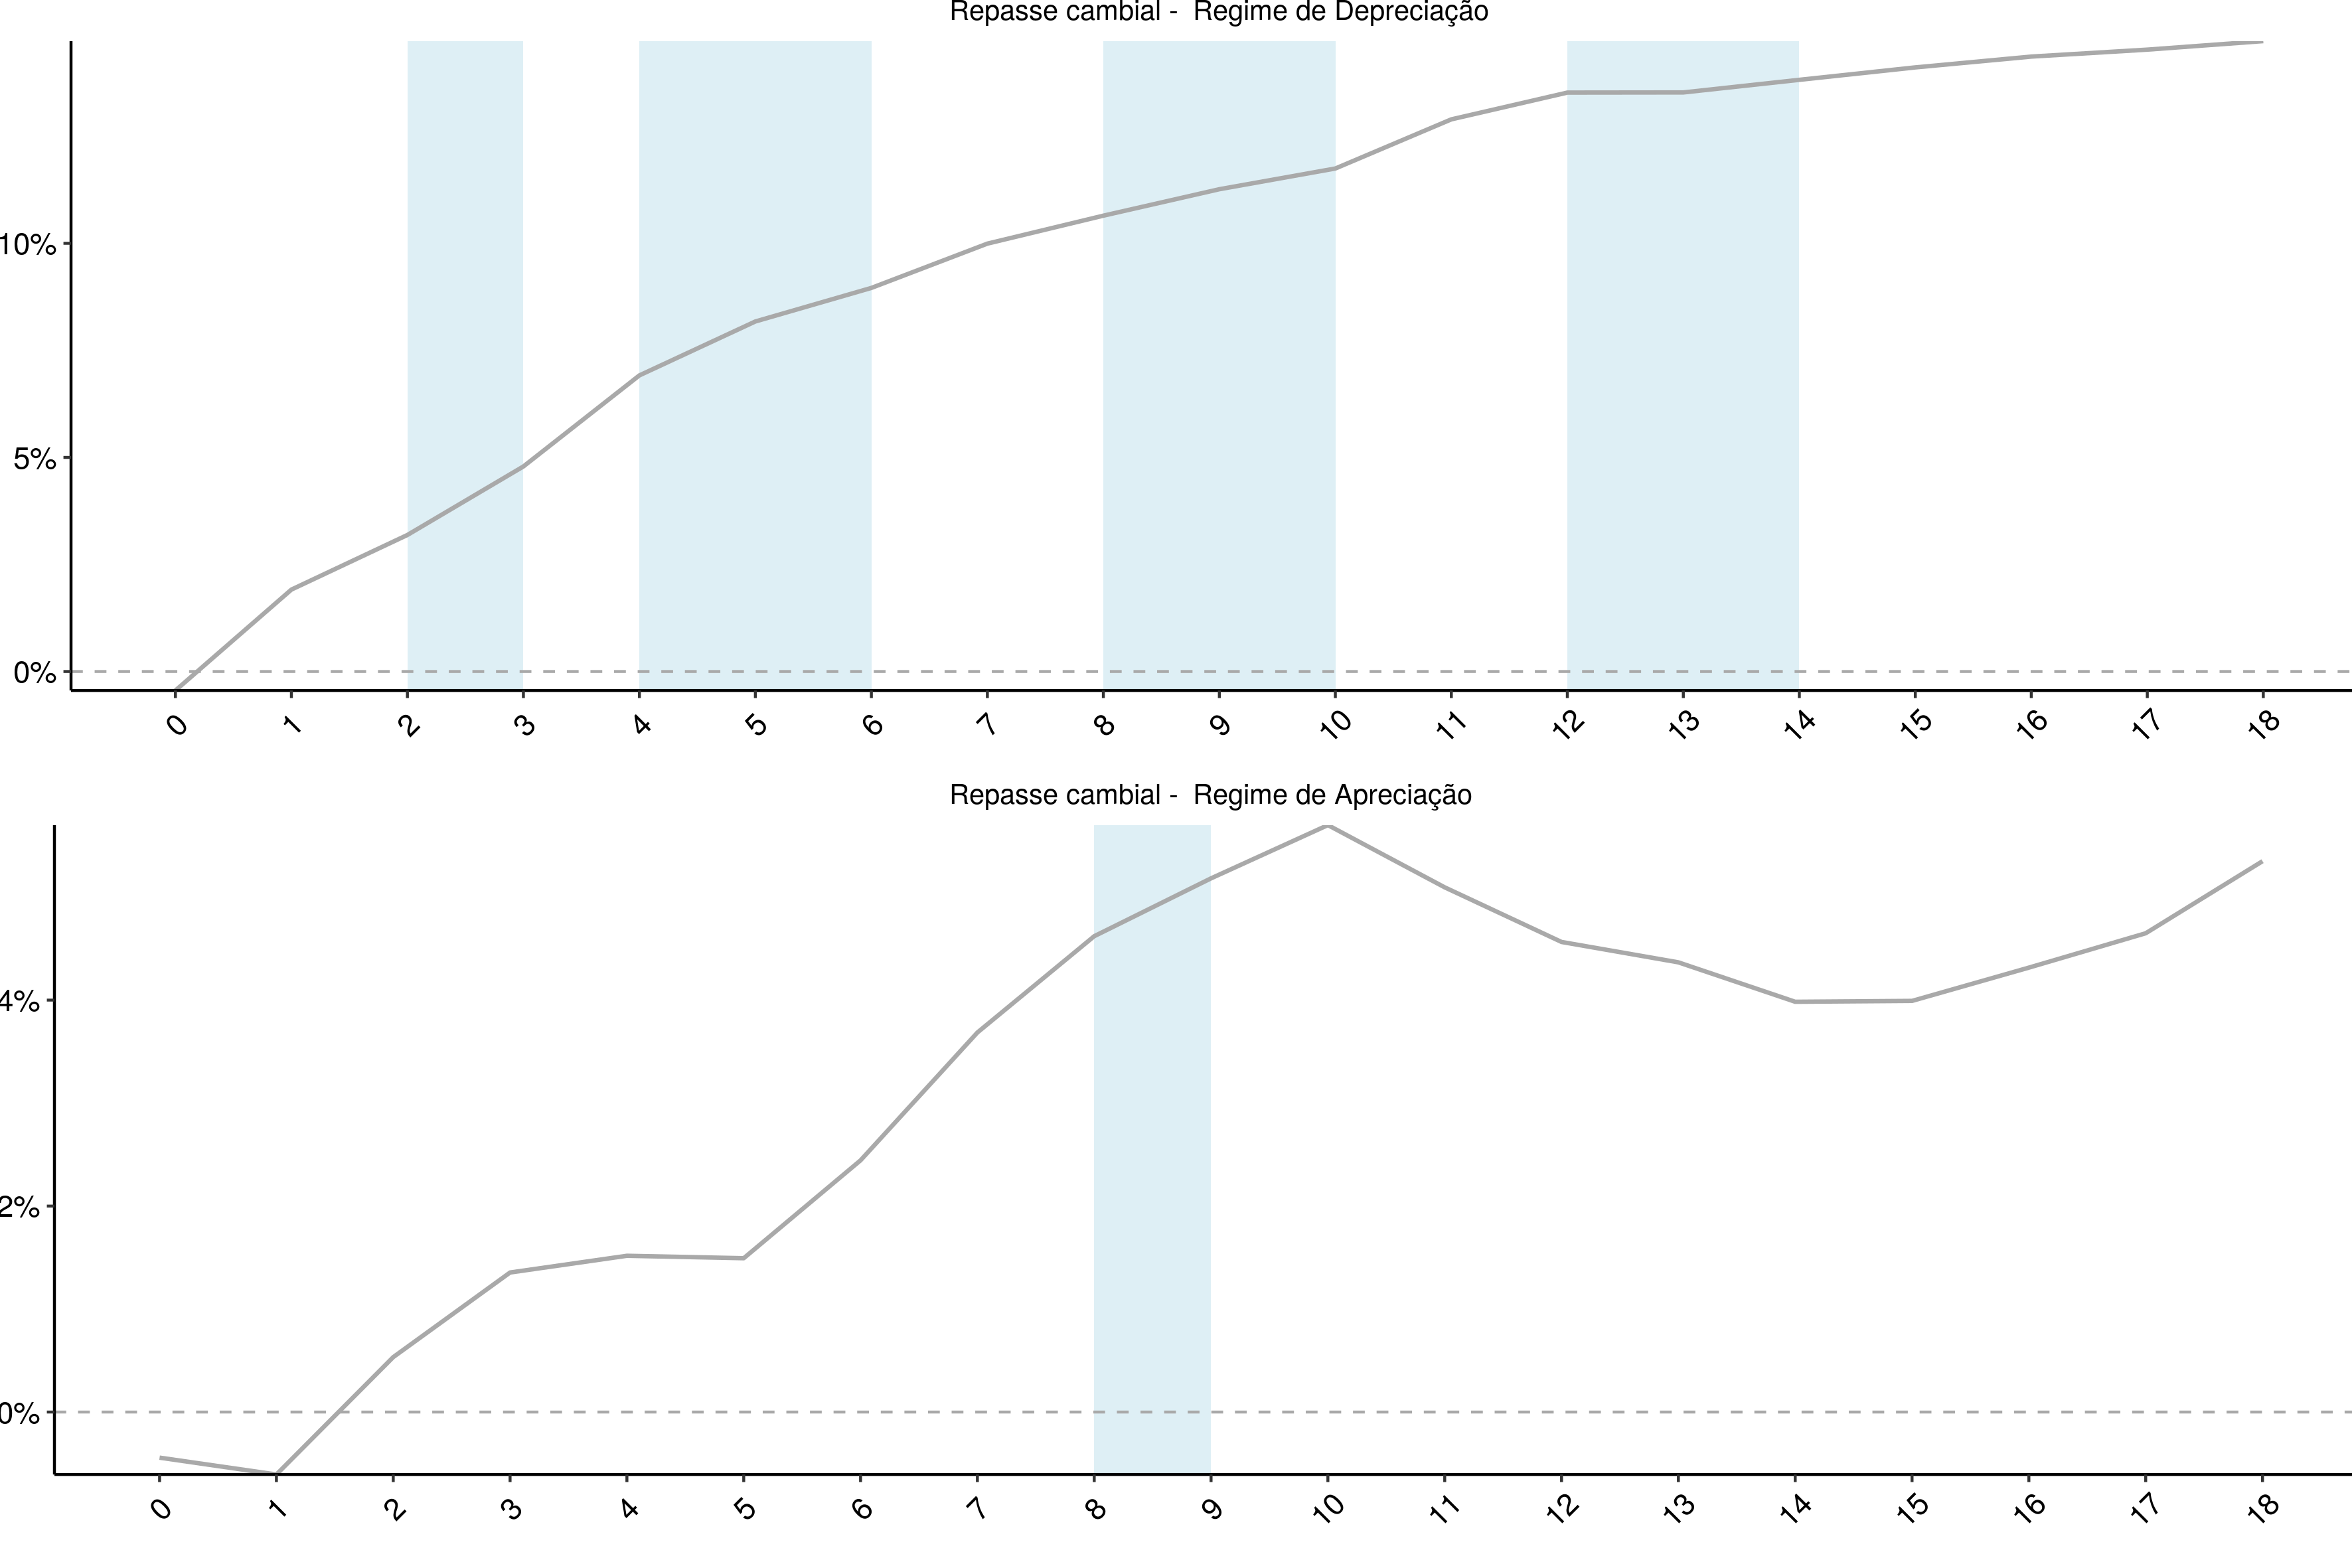 Repasse cambial -  Regime de Depreciação
10%
5%
0%
0 1 2 3 4 5 6 7 8 9 10 11 12 13 14 15 16 17 18
Repasse cambial -  Regime de Apreciação
4%
2%
0%
0 1 2 3 4 5 6 7 8 9 10 11 12 13 14 15 16 17 18